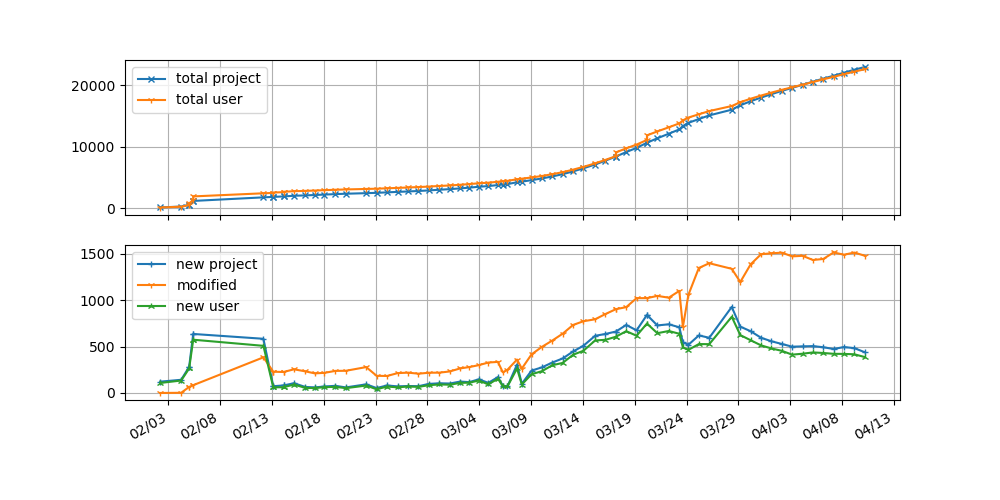 20000
10000
0
total project
total user
1500
1000
500
0
new project
modified
new user
02/03 02/08 02/13 02/18 02/23 02/28 03/04 03/09 03/14 03/19 03/24 03/29 04/03 04/08 04/13